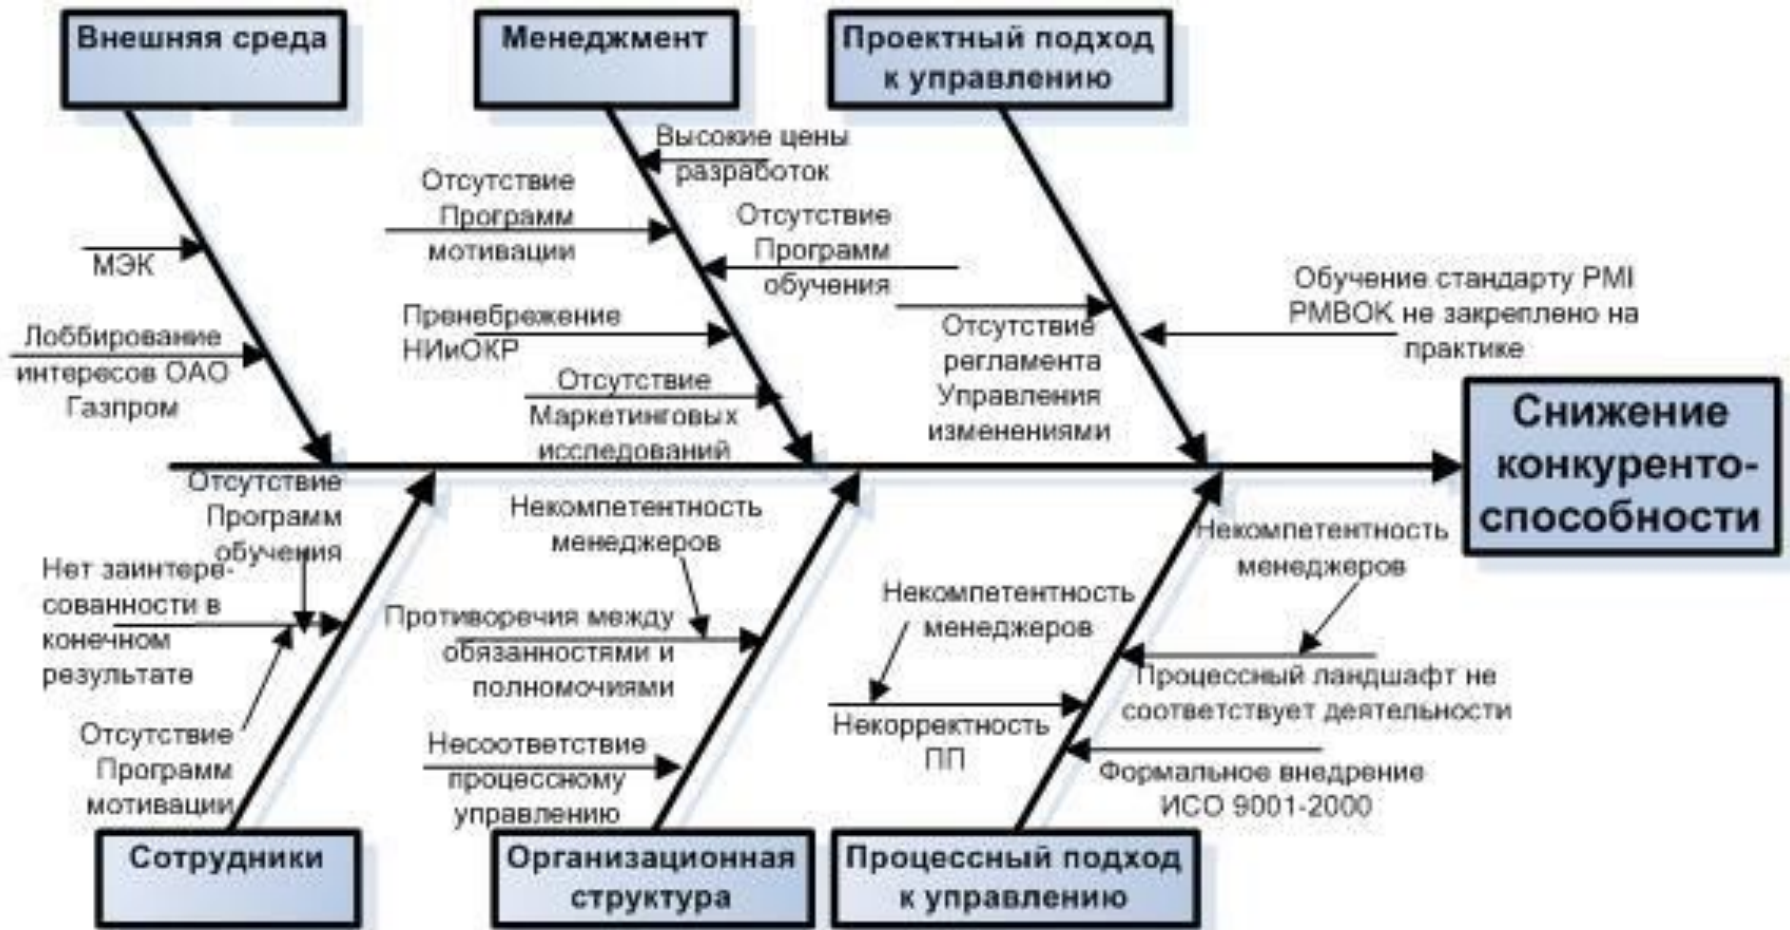 Внешняя среда
Менеджмент
Проектный подход
к управлению
МЭК
Лоббирование
интересов ОАО
Газпром
Высокие цены
разработок
Отсутствие
Программ
мотивации
Отсутствие
Программ
обучения
Пренебрежение
НИиОКР
Отсутствие
Маркетинговых
исследований
Отсутствие
регламента
Управления
изменениями
Обучение стандарту PMI
PMBOK не закреплено на
практике
Снижение
конкуренто-
способности
Отсутствие
Программ
обучения
Нет заинтере-
сованности в
конечном
результате
Отсутствие
Программ
мотивации
Некомпетентность
менеджеров
Противоречия между
обязанностями и
полномочиями
Несоответствие
процессному
управлению
Некомпетентность
менеджеров
Некорректность
ПП
Некомпетентность
менеджеров
Процессный ландшафт не
соответствует деятельности
Формальное внедрение
ИСО 9001-2000
Сотрудники
Организационная
структура
Процессный подход
к управлению